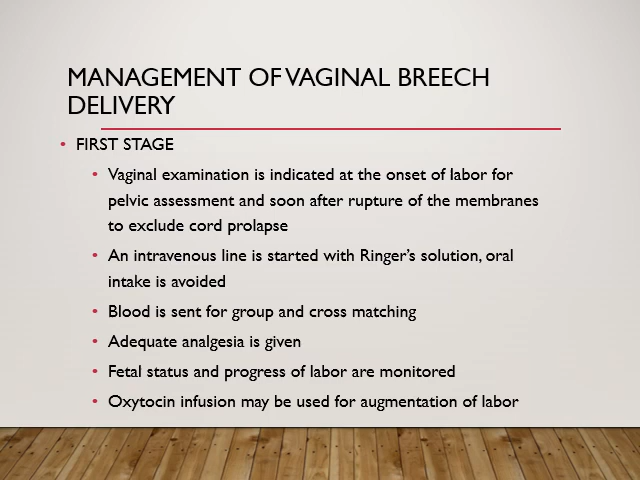 MANAGEMENT OF VAGINAL BREECH
DELIVERY
• FIRST STAGE
• Vaginal examination is indicated at the onset of labor for
pelvic assessment and soon after rupture of the membranes
to exclude cord prolapse
• An intravenous line is started with Ringer's solution, oral
intake is avoided
• Blood is sent for group and cross matching
• Adequate analgesia is given
• Fetal status and progress of labor are monitored
• Oxytocin infusion may be used for augmentation of labor